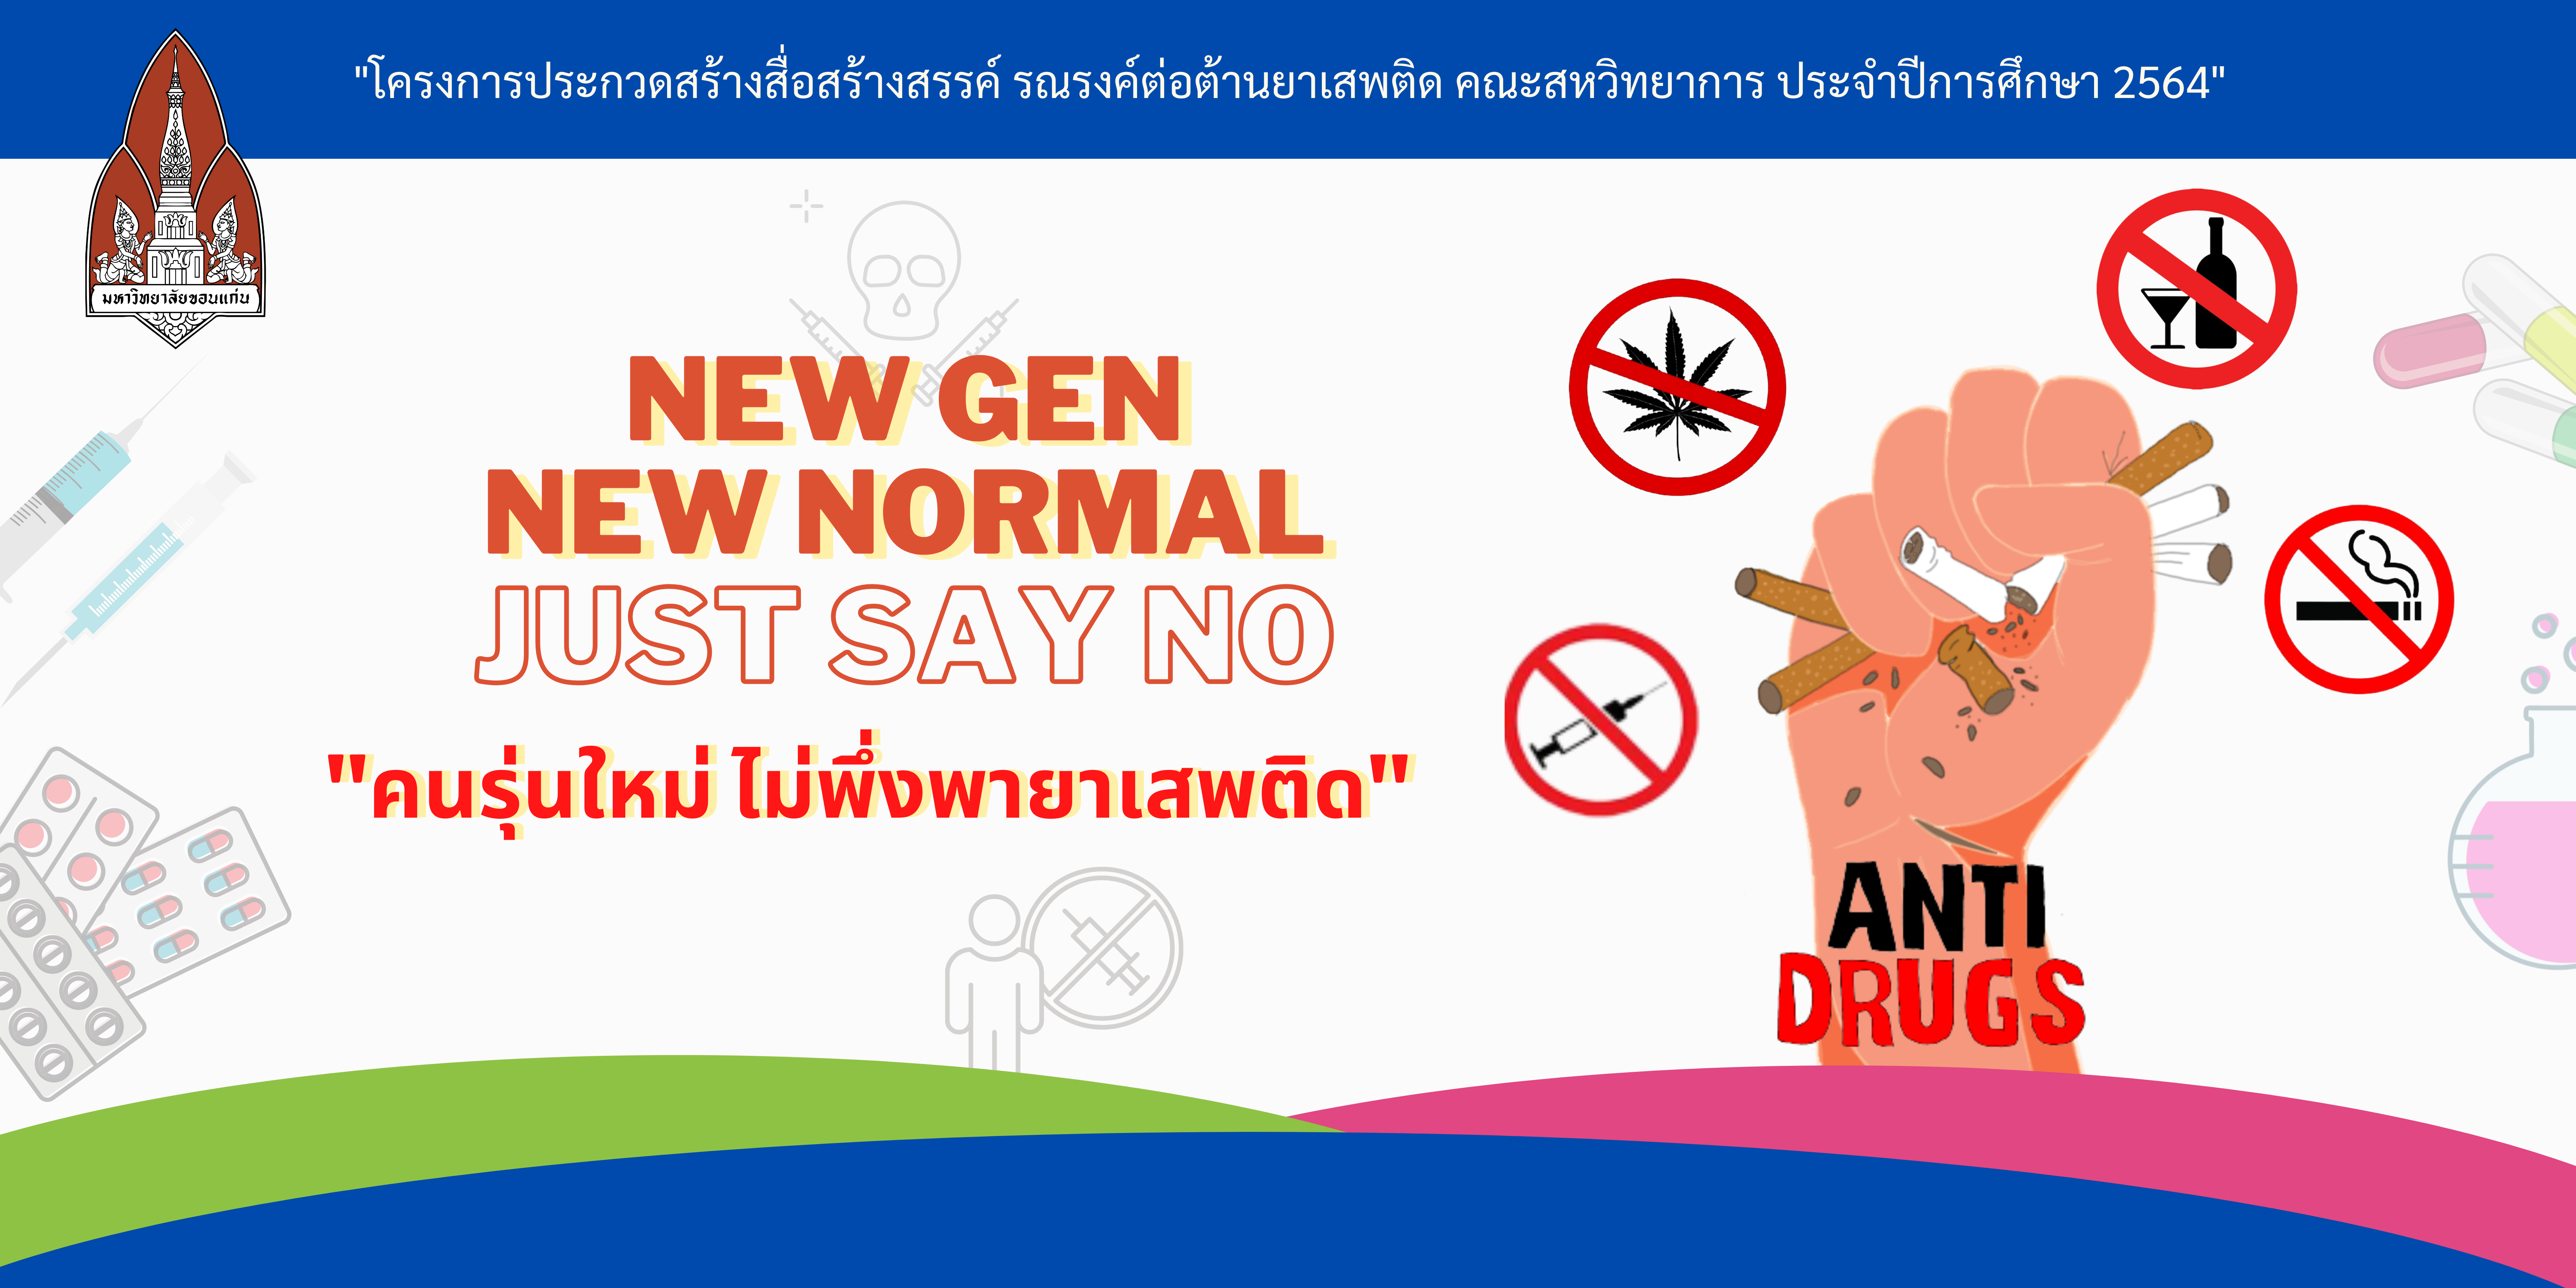 "โครงการประกวดสร้างสื่อสร้างสรรค์ รณรงค์ต่อต้านยาเสพติด คณะสหวิทยาการ ประจำปีการศึกษา 2564"
มหาวิทยาลัยขอนแก่น
NEW GEN
NEW NORMAL
JUST SAY NO
"คนรุ่นใหม่ ไม่พึ่งพายาเสพติด"
ANTI
DRUGS